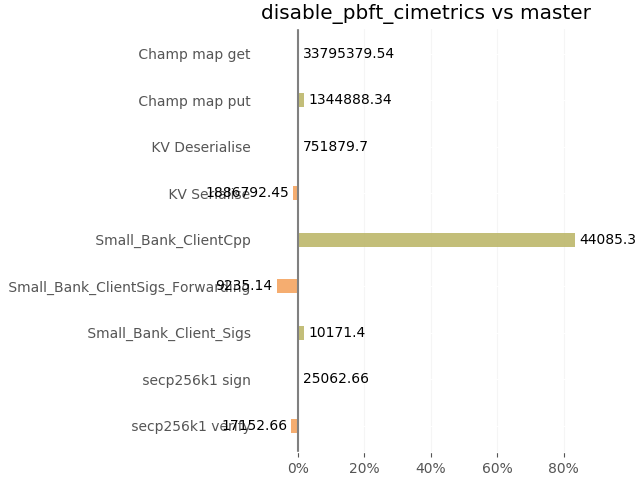 disable_pbft_cimetrics vs master
Champ map get 33795379.54
Champ map put 1344888.34
KV Deserialise 751879.7
KV Serialise 1886792.45
Small_Bank_ClientCpp 44085.3
Small_Bank_ClientSigs_Forwarding 9235.14
Small_Bank_Client_Sigs 10171.4
secp256k1 sign 25062.66
secp256k1 verify 17152.66
0% 20% 40% 60% 80%